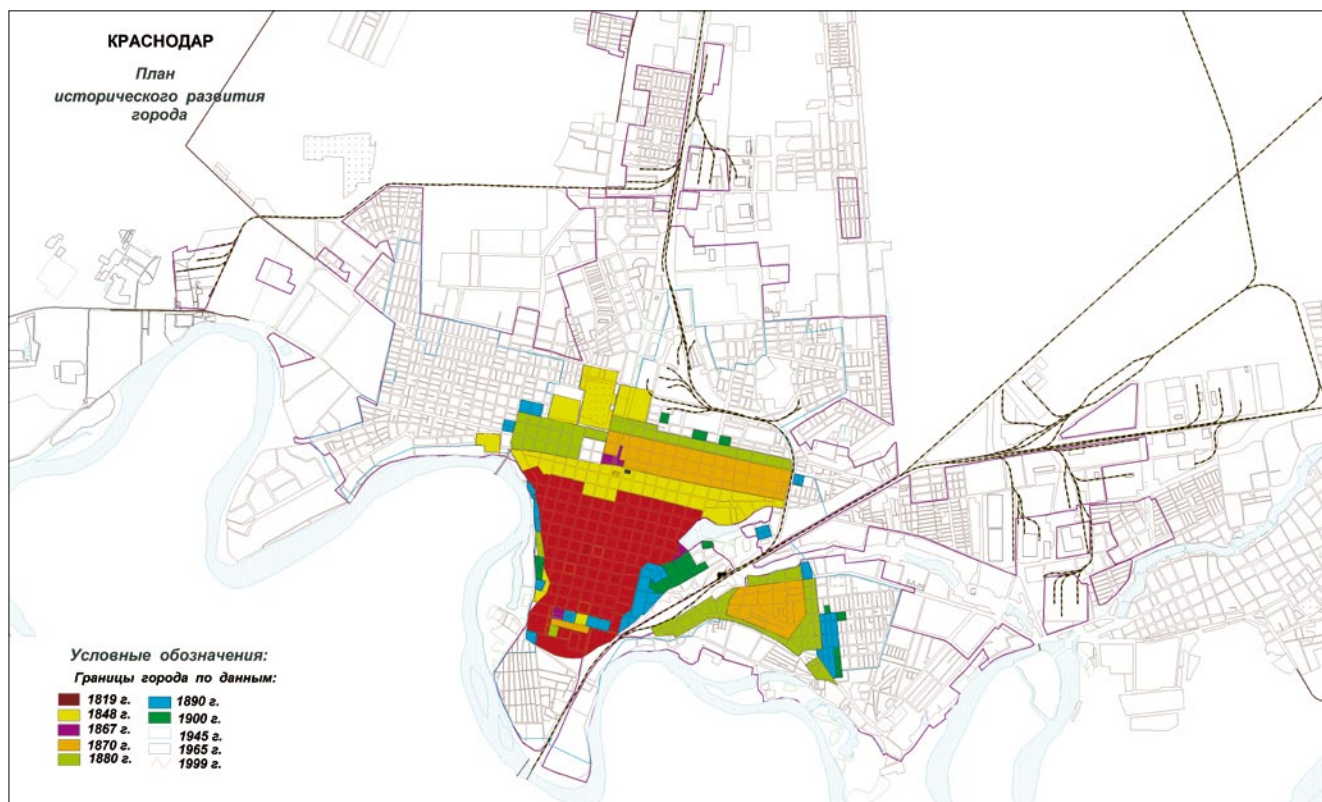 КРАСНОДАР
План
исторического развития
города
Условные обозначения:
Границы города по данным:
1819 г.
1848 г.
1867 г.
1870 г.
1880 г.
1890 г.
1900 г.
1945 г.
1965 г.
1999 г.